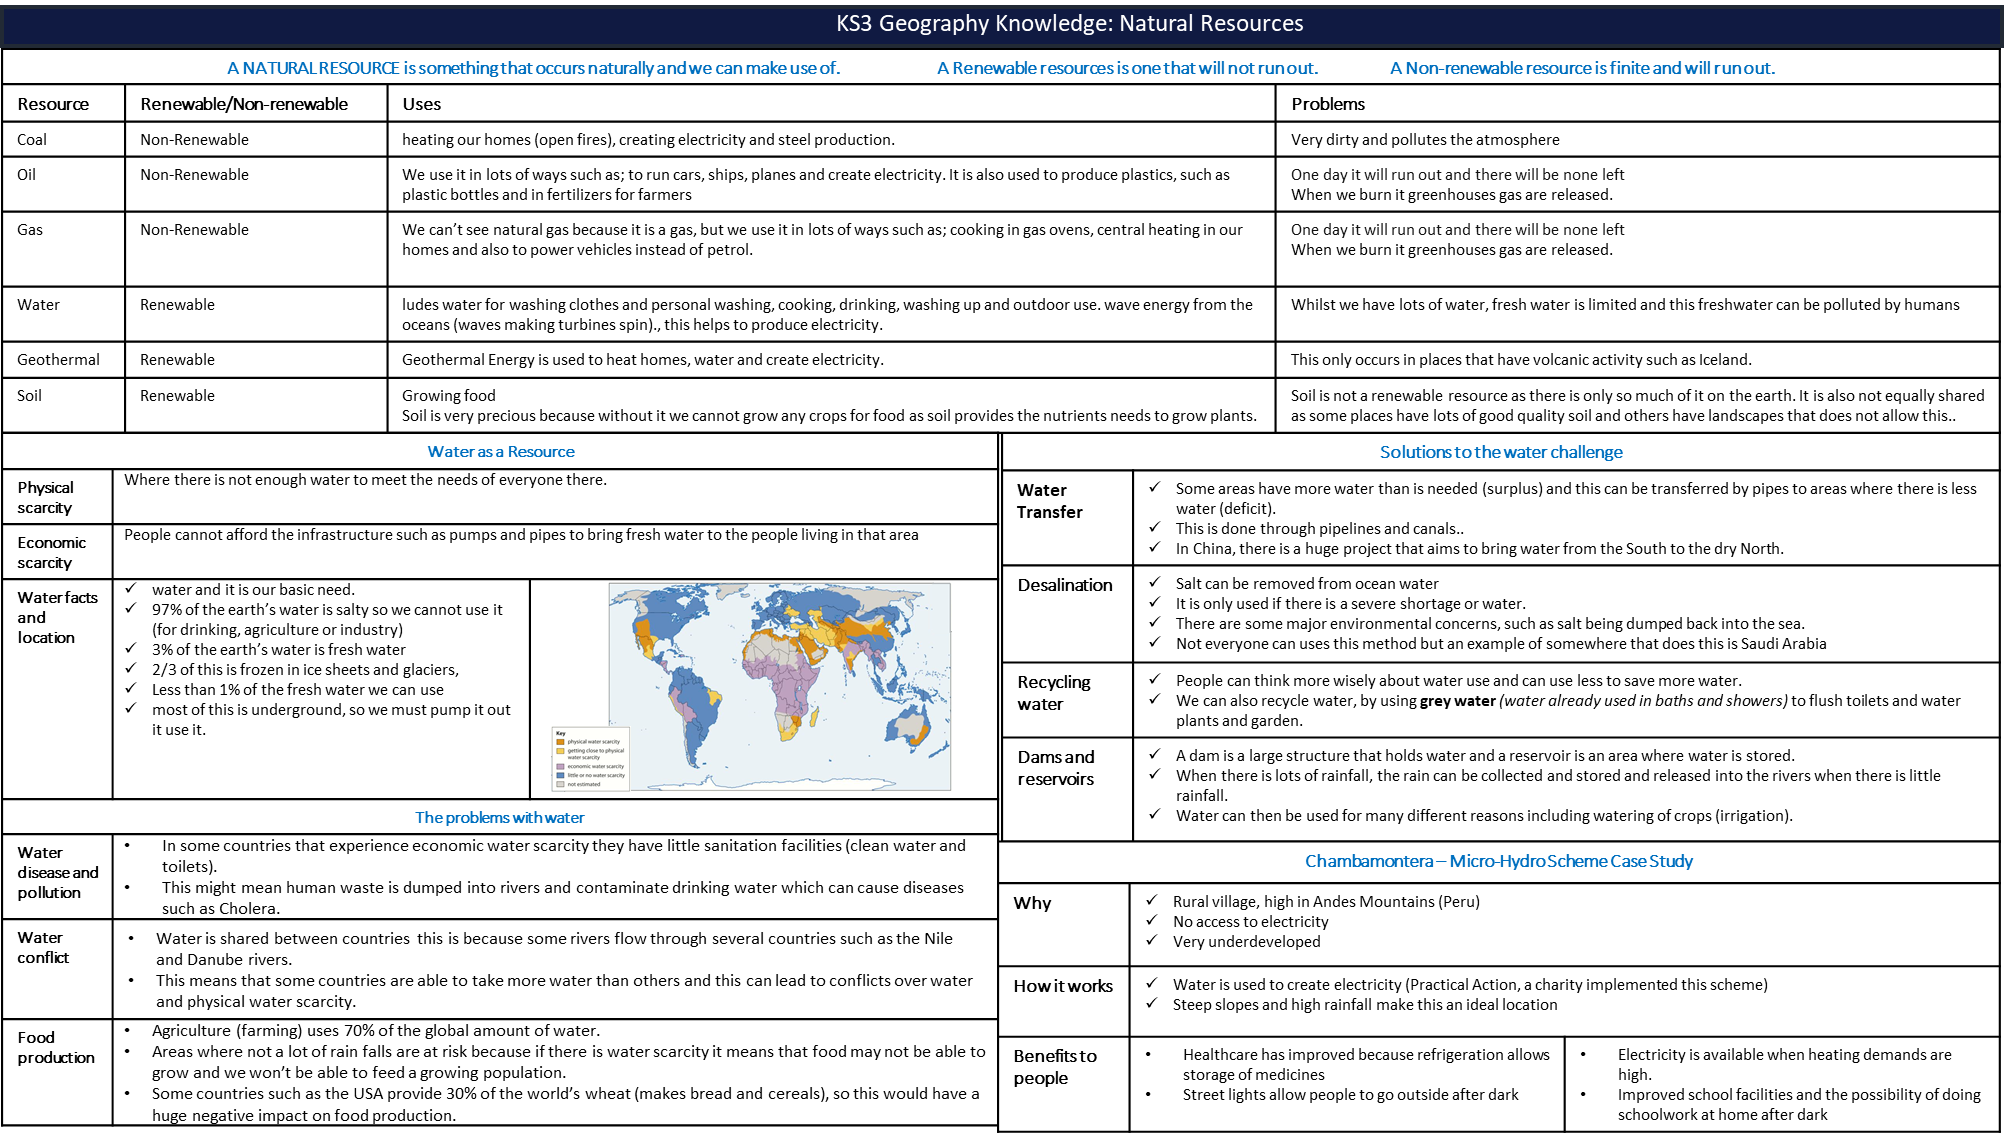 KS3 Geography Knowledge: Natural Resources
A NATURAL RESOURCE is something that occurs naturally and we can make use of. A Renewable resources is one that will not run out. A Non-renewable resource is finite and will run out.
Resource Renewable/Non-renewable Uses Problems
Coal Non-Renewable heating our homes (open fires), creating electricity and steel production. Very dirty and pollutes the atmosphere
Oil Non-Renewable We use it in lots of ways such as; to run cars, ships, planes and create electricity. It is also used to produce plastics, such as
plastic bottles and in fertilizers for farmers
One day it will run out and there will be none left
When we burn it greenhouses gas are released.
Gas Non-Renewable We can't see natural gas because it is a gas, but we use it in lots of ways such as; cooking in gas ovens, central heating in our
homes and also to power vehicles instead of petrol.
One day it will run out and there will be none left
When we burn it greenhouses gas are released.
Water Renewable ludes water for washing clothes and personal washing, cooking, drinking, washing up and outdoor use. wave energy from the
oceans (waves making turbines spin)., this helps to produce electricity.
Whilst we have lots of water, fresh water is limited and this freshwater can be polluted by humans
Geothermal Renewable Geothermal Energy is used to heat homes, water and create electricity. This only occurs in places that have volcanic activity such as Iceland.
Soil Renewable Growing food
Soil is very precious because without it we cannot grow any crops for food as soil provides the nutrients needs to grow plants.
Soil is not a renewable resource as there is only so much of it on the earth. It is also not equally shared
as some places have lots of good quality soil and others have landscapes that does not allow this..
Water as a Resource
Physical
scarcity
Where there is not enough water to meet the needs of everyone there.
Economic
scarcity
People cannot afford the infrastructure such as pumps and pipes to bring fresh water to the people living in that area
Water facts
and
location
✓ water and it is our basic need.
✓ 97% of the earth's water is salty so we cannot use it
(for drinking, agriculture or industry)
✓ 3% of the earth's water is fresh water
✓ 2/3 of this is frozen in ice sheets and glaciers,
✓ Less than 1% of the fresh water we can use
✓ most of this is underground, so we must pump it out
it use it.
Key
physical water scarcity
getting close to physical
water scarcity
economic water scarcity
little or no water scarcity
not estimated
The problems with water
Water
disease and
pollution
• In some countries that experience economic water scarcity they have little sanitation facilities (clean water and
toilets).
• This might mean human waste is dumped into rivers and contaminate drinking water which can cause diseases
such as Cholera.
Water
conflict
• Water is shared between countries this is because some rivers flow through several countries such as the Nile
and Danube rivers.
• This means that some countries are able to take more water than others and this can lead to conflicts over water
and physical water scarcity.
Food
production
• Agriculture (farming) uses 70% of the global amount of water.
• Areas where not a lot of rain falls are at risk because if there is water scarcity it means that food may not be able to
grow and we won't be able to feed a growing population.
• Some countries such as the USA provide 30% of the world's wheat (makes bread and cereals), so this would have a
huge negative impact on food production.
Solutions to the water challenge
Water
Transfer
✓ Some areas have more water than is needed (surplus) and this can be transferred by pipes to areas where there is less
water (deficit).
✓ This is done through pipelines and canals..
✓ In China, there is a huge project that aims to bring water from the South to the dry North.
Desalination
✓ Salt can be removed from ocean water
✓ It is only used if there is a severe shortage or water.
✓ There are some major environmental concerns, such as salt being dumped back into the sea.
✓ Not everyone can uses this method but an example of somewhere that does this is Saudi Arabia
Recycling
water
✓ People can think more wisely about water use and can use less to save more water.
✓ We can also recycle water, by using grey water (water already used in baths and showers) to flush toilets and water
plants and garden.
Dams and
reservoirs
✓ A dam is a large structure that holds water and a reservoir is an area where water is stored.
✓ When there is lots of rainfall, the rain can be collected and stored and released into the rivers when there is little
rainfall.
✓ Water can then be used for many different reasons including watering of crops (irrigation).
Chambamontera – Micro-Hydro Scheme Case Study
Why
✓ Rural village, high in Andes Mountains (Peru)
✓ No access to electricity
✓ Very underdeveloped
How it works
✓ Water is used to create electricity (Practical Action, a charity implemented this scheme)
✓ Steep slopes and high rainfall make this an ideal location
Benefits to
people
• Healthcare has improved because refrigeration allows
storage of medicines
• Street lights allow people to go outside after dark
• Electricity is available when heating demands are
high.
• Improved school facilities and the possibility of doing
schoolwork at home after dark